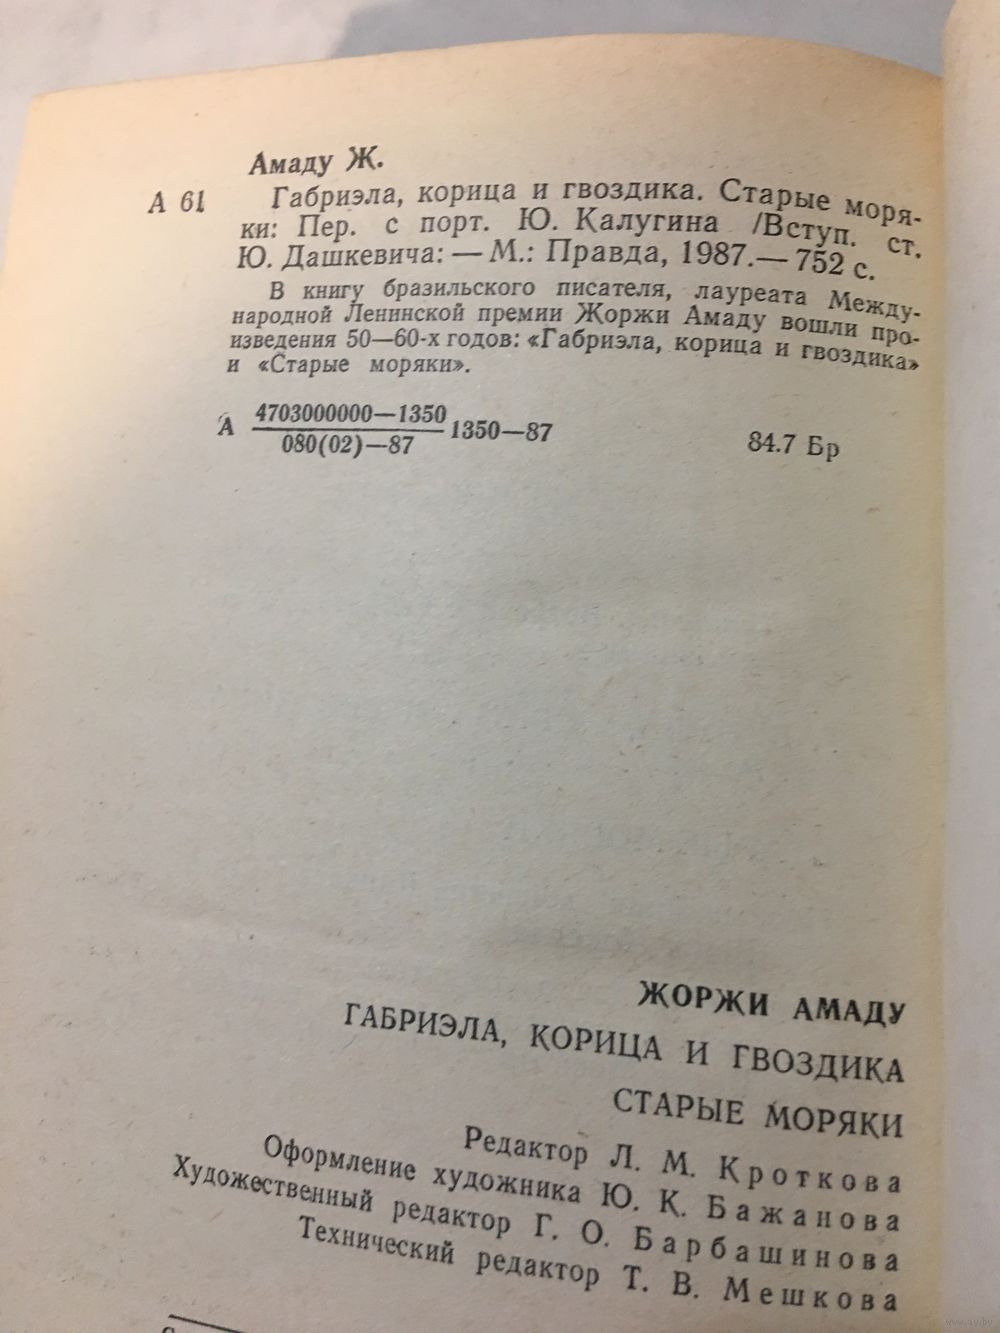 Амаду Ж.
А 61 Габриэла, корица и гвоздика. Старые моря-
ки: Пер. с порт. Ю. Калугина /Вступ. ст.
Ю. Дашкевича: — М.: Правда, 1987.— 752 с.
В книгу бразильского писателя, лауреата Между-
народной Ленинской премии Жоржи Амаду вошли про-
изведения 50—60-х годов: «Габриэла, корица и гвоздика»
и «Старые моряки».
4703000000—1350
А 1350—87
080(02)—87
84.7 Бр
ЖОРЖИ АМАДУ
ГАБРИЭЛА, КОРИЦА И ГВОЗДИКА
СТАРЫЕ МОРЯКИ
Редактор Л. М. Кроткова
Оформление художника Ю. К. Бажанова
Художественный редактор Г. О. Барбашинова
Технический редактор Т. В. Мешкова
www.ay.by